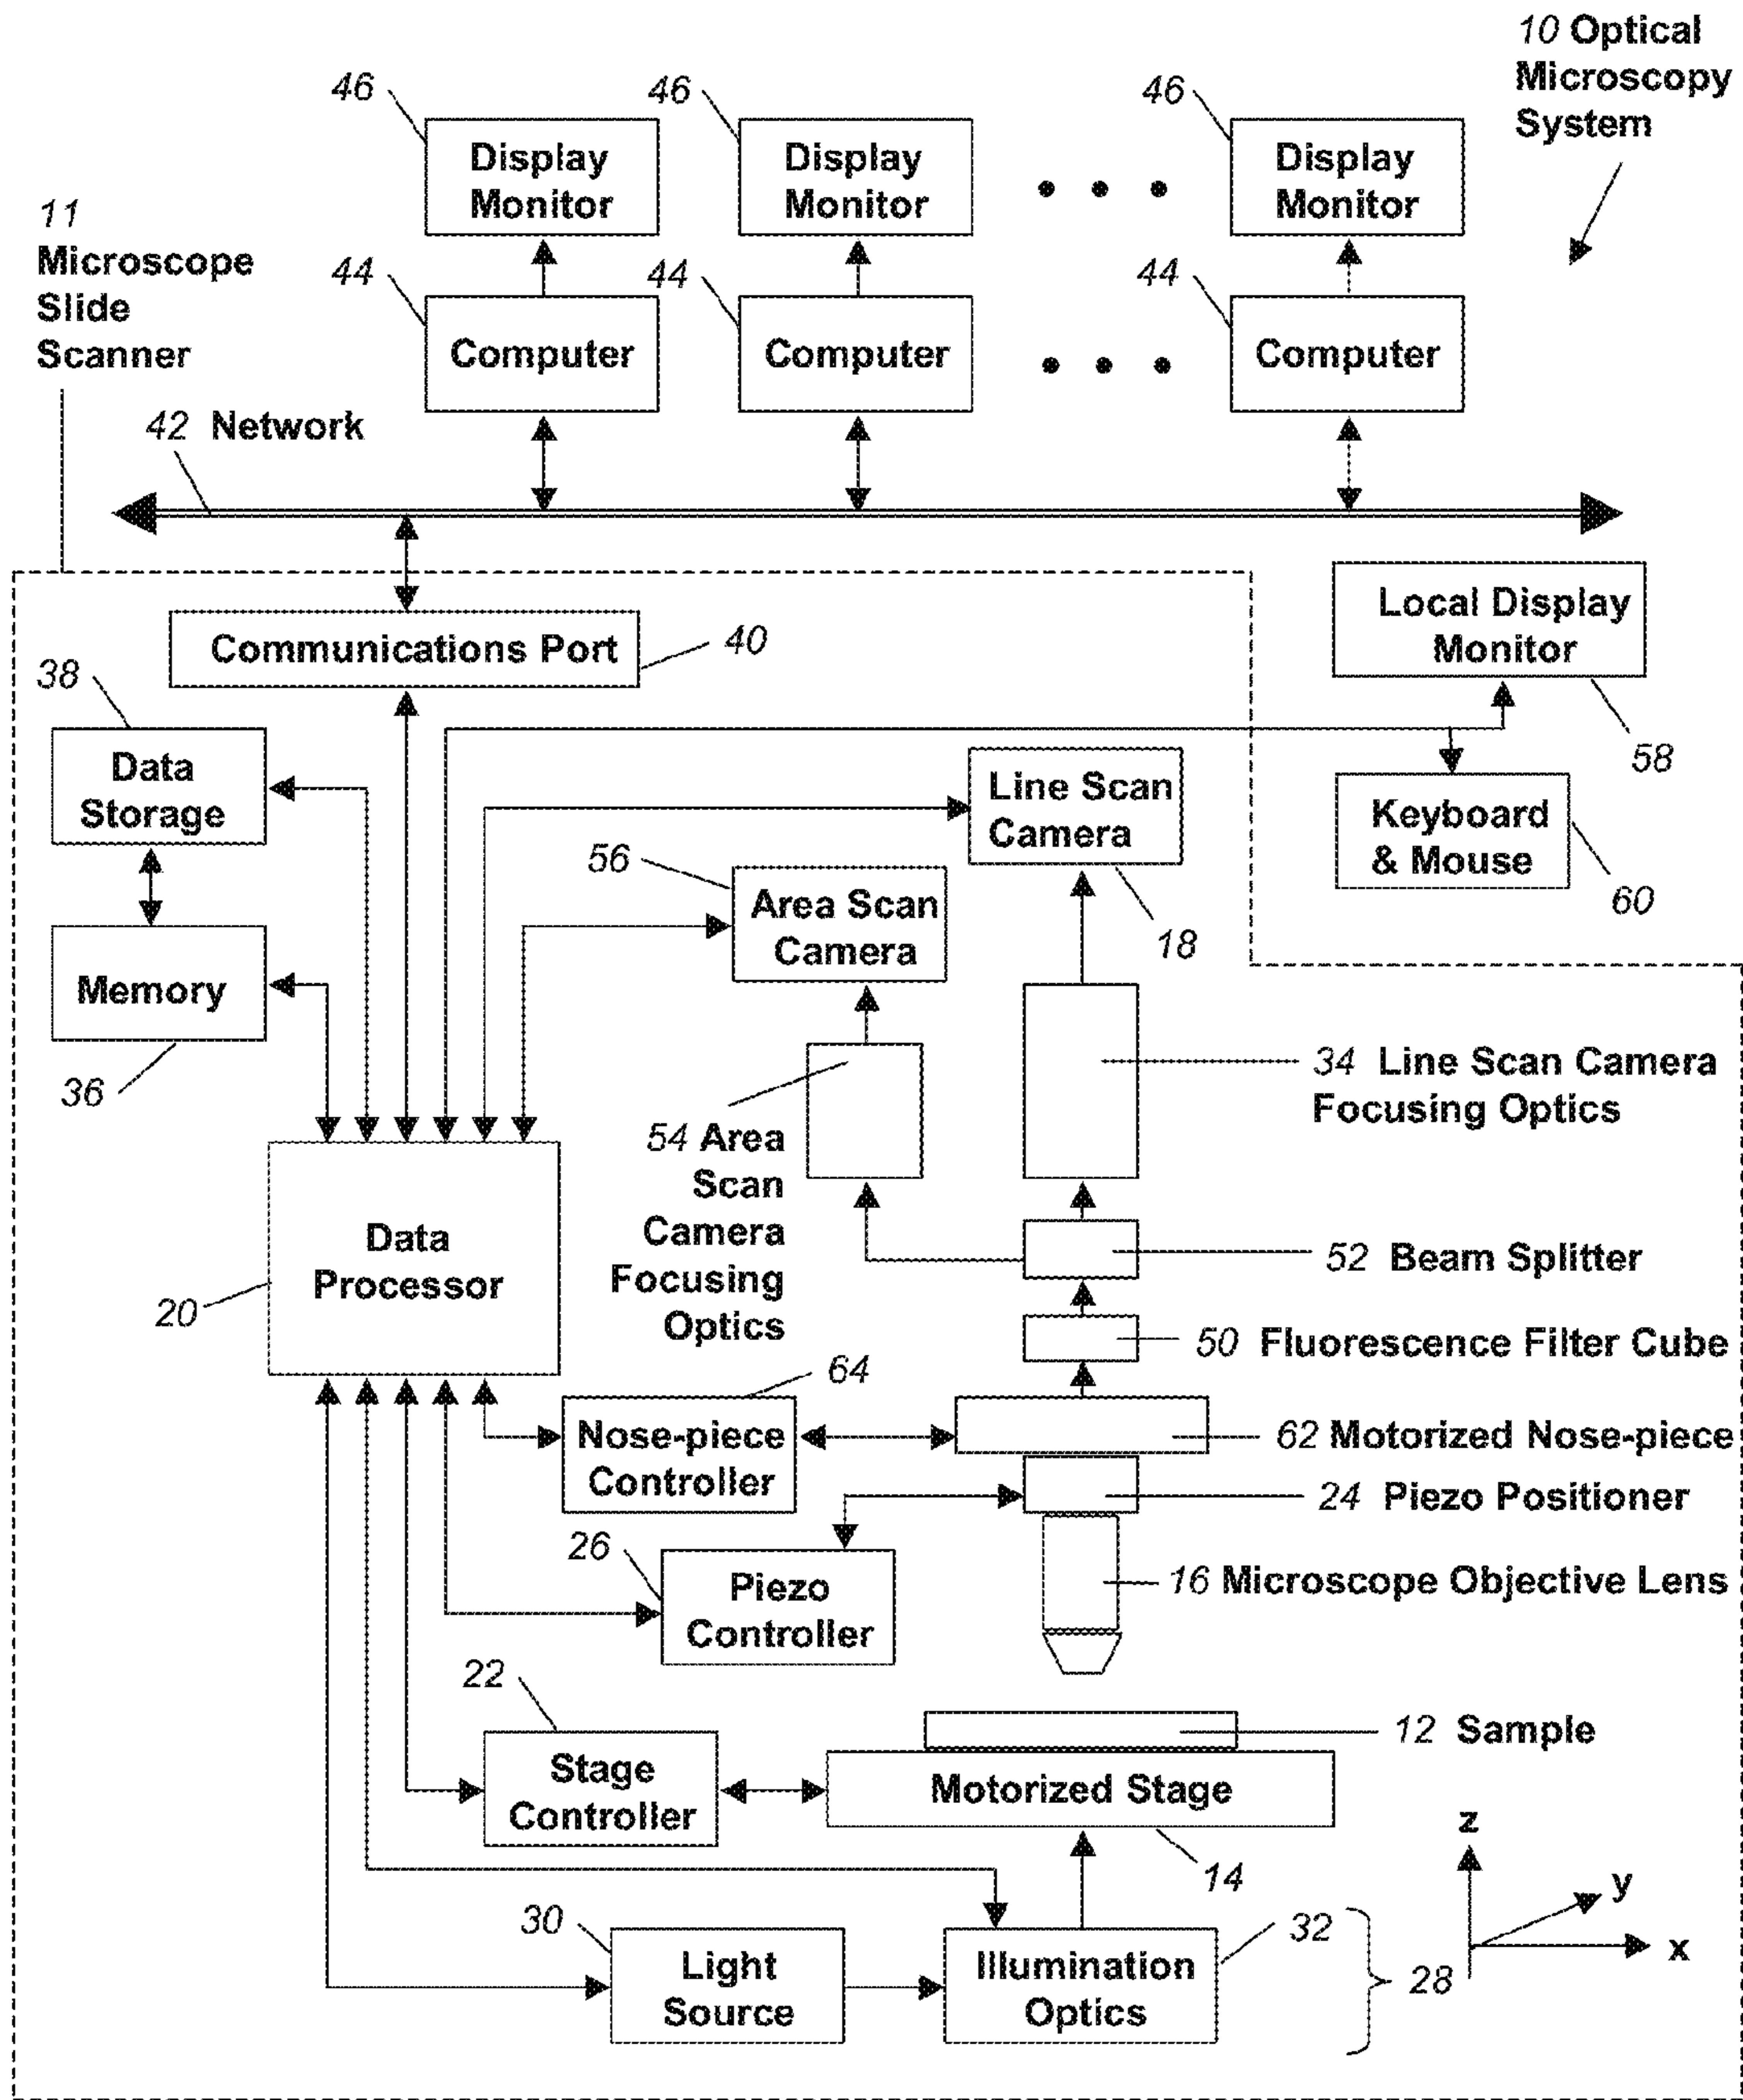 10 Optical
Microscopy
System
46
46
46
Display
Monitor
Display
Monitor
Display
Monitor
11
Microscope
Slide
Scanner
44
44
44
Computer
Computer
Computer
42 Network
Local Display
Monitor
Communications Port
40
38
58
Data
Storage
Line Scan
Camera
Keyboard
& Mouse
56
60
Area Scan
Camera
18
Memory
36
34 Line Scan Camera
Focusing Optics
54 Area
Scan
Camera
Focusing
Optics
Data
Processor
20
52 Beam Splitter
50 Fluorescence Filter Cube
64
Nose-piece
Controller
62 Motorized Nose-piece
24 Piezo Positioner
26
Piezo
Controller
16 Microscope Objective Lens
22
12 Sample
Stage
Controller
Motorized Stage
14
z
y
x
30
32
Light
Source
Illumination
Optics
28